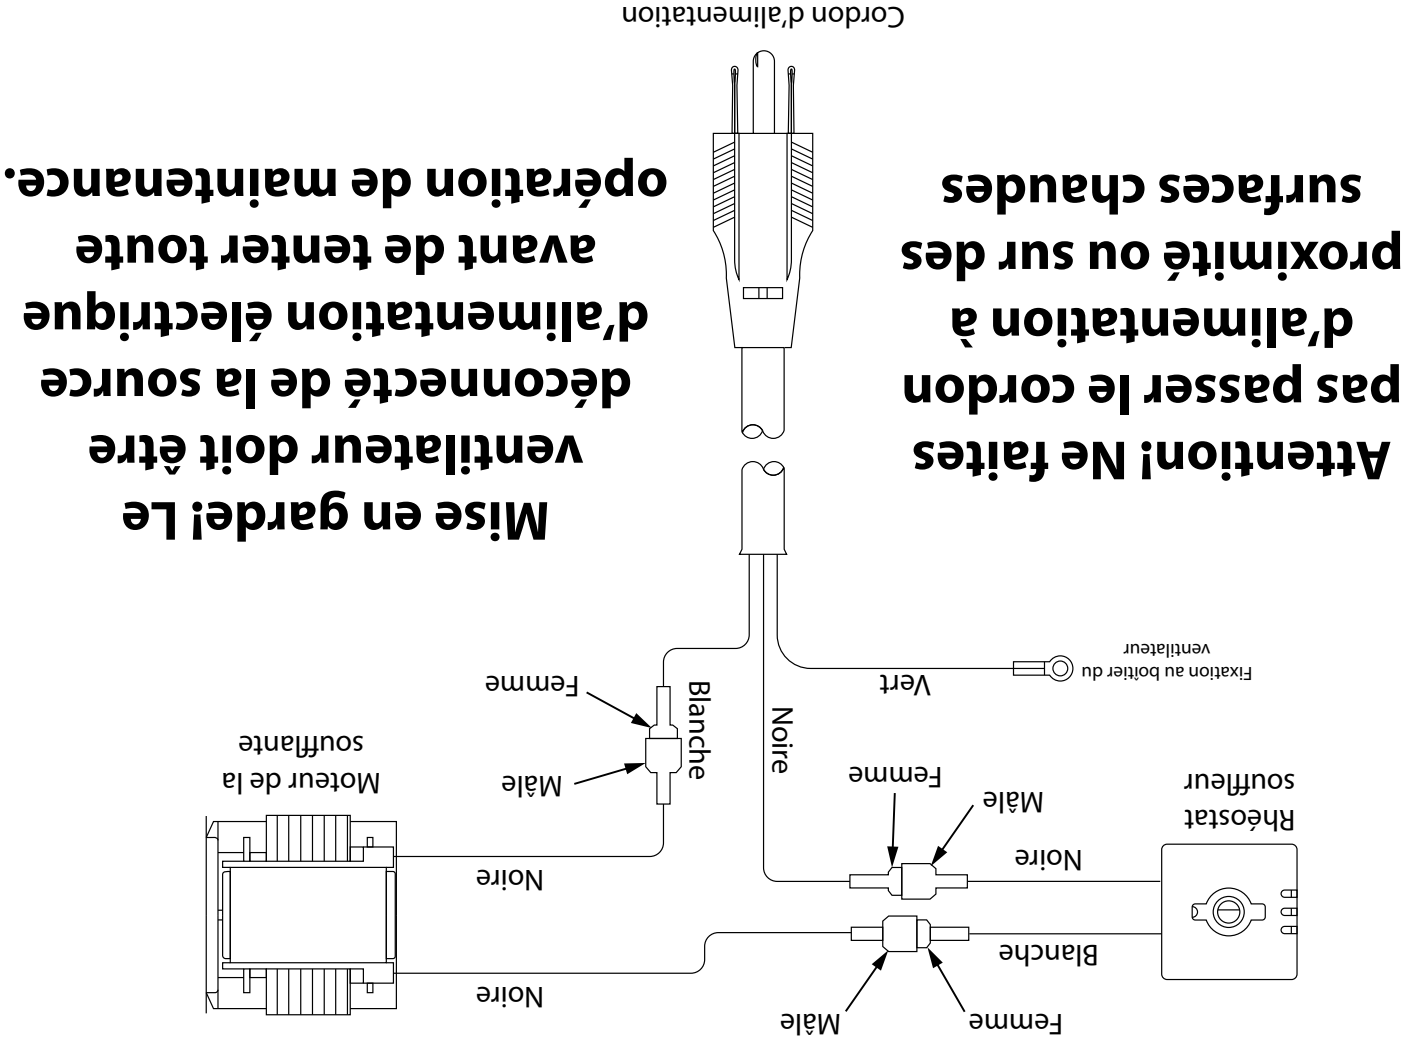 Femme
Mâle
Noire
Blanche
Noire
Noire
Rhéostat
souffleur
Mâle
Femme
Mâle
Femme
Moteur de la
soufflante
Noire
Blanche
Vert
Fixation au boîtier du
ventilateur
Attention! Ne faites
pas passer le cordon
d’alimentation à
proximité ou sur des
surfaces chaudes
Mise en garde! Le
ventilateur doit être
déconnecté de la source
d’alimentation électrique
avant de tenter toute
opération de maintenance.
Cordon d’alimentation